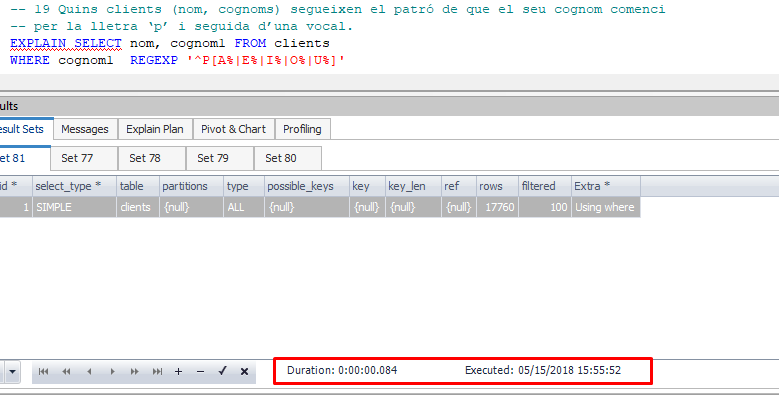 -- 19 Quins clients (nom, cognoms) segueixen el patró de que el seu cognom comenci
-- per la lletra ‘p’ i seguida d’una vocal.
EXPLAIN SELECT nom, cognom1 FROM clients
WHERE cognom1  REGEXP '^P[A%|E%|I%|O%|U%]'
ults
esult Sets Messages Explain Plan Pivot & Chart Profiling
et 81 Set 77 Set 78 Set 79 Set 80
id * select_type * table partitions type possible_keys key key_len ref rows filtered Extra *
1 SIMPLE clients {null} ALL {null} {null} {null} {null} 17760 100 Using where
Duration: 0:00:00.084 Executed: 05/15/2018 15:55:52